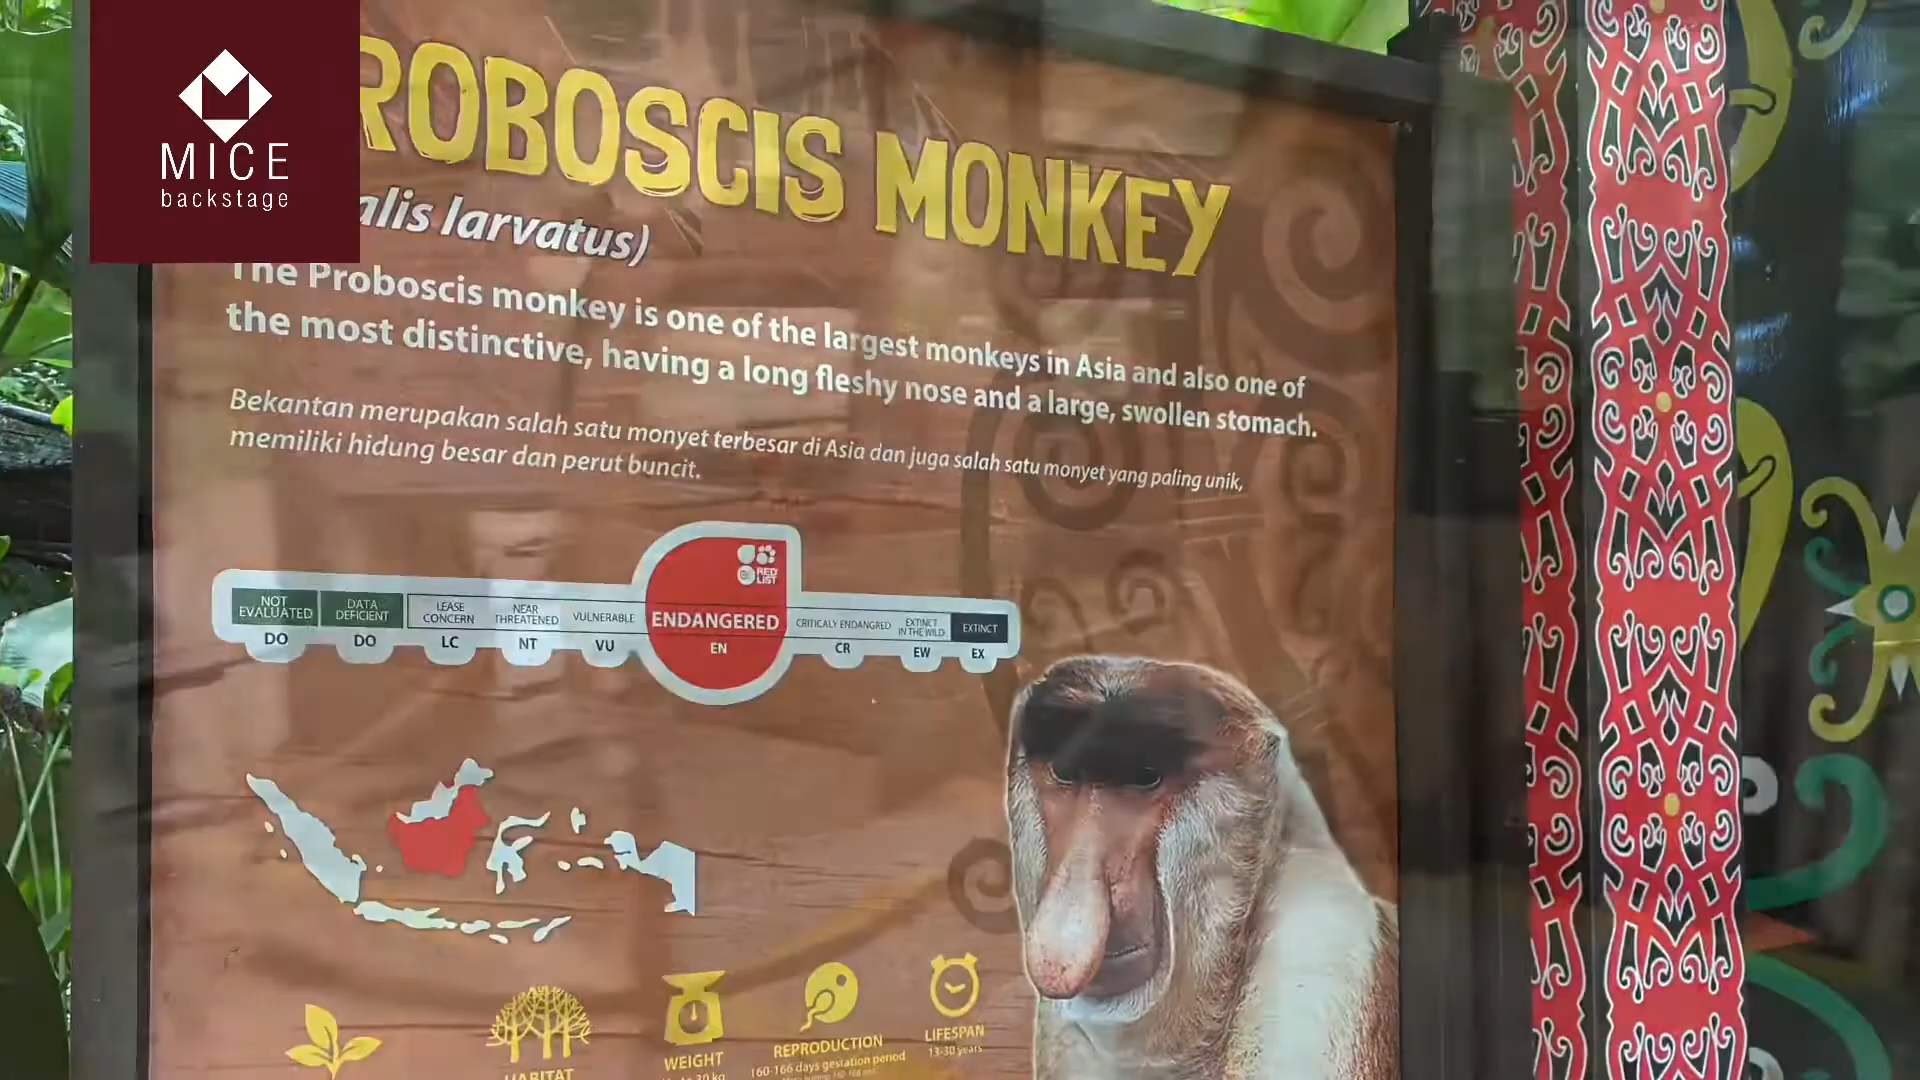 MICE
backstage
ROBOSCIS MONKEY
alis larvatus)
The Proboscis monkey is one of the largest monkeys in Asia and also one of
the most distinctive, having a long fleshy nose and a large, swollen stomach.
Bekantan merupakan salah satu monyet terbesar di Asia dan juga salah satu monyet yang paling unik,
memiliki hidung besar dan perut buncit.
RED
LIST
NOT
EVALUATED
DO
DATA
DEFICIENT
DO
LEASE
CONCERN
LC
NEAR
THREATENED
NT
VULNERABLE
VU
ENDANGERED
EN
CRITICALY ENDANGRED
CR
EXTINCT
IN THE WILD
EW
EXTINCT
EX
HABITAT
WEIGHT
30 kg
REPRODUCTION
160-166 days gestation period
LIFESPAN
13-30 years